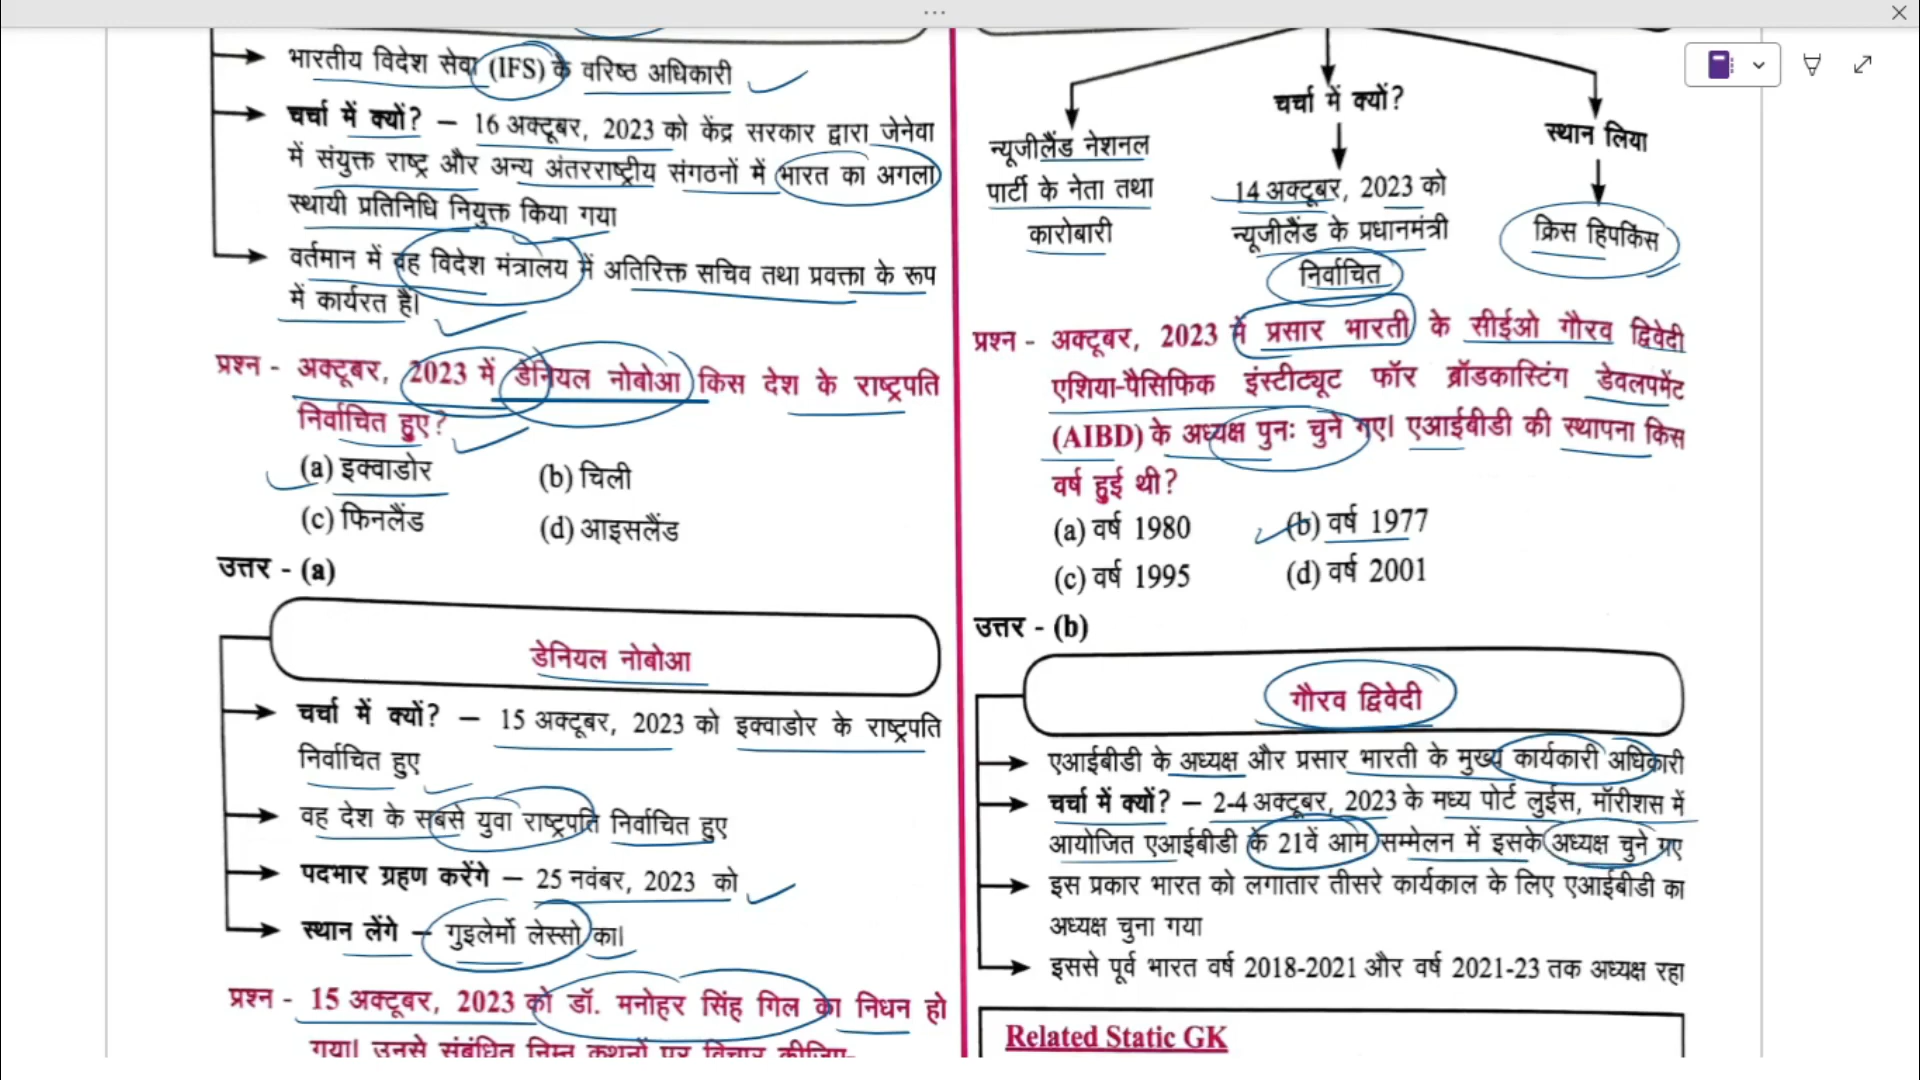 भारतीय विदेश सेवा (IFS) के वरिष्ठ अधिकारी
चर्चा में क्यों? – 16 अक्टूबर, 2023 को केंद्र सरकार द्वारा जेनेवा
में संयुक्त राष्ट्र और अन्य अंतरराष्ट्रीय संगठनों में भारत का अगला
स्थायी प्रतिनिधि नियुक्त किया गया
वर्तमान में वह विदेश मंत्रालय में अतिरिक्त सचिव तथा प्रवक्ता के रूप
में कार्यरत हैं।
प्रश्न - अक्टूबर, 2023 में डेनियल नोबोआ किस देश के राष्ट्रपति
निर्वाचित हुए?
(a) इक्वाडोर (b) चिली
(c) फिनलैंड (d) आइसलैंड
उत्तर - (a)
डेनियल नोबोआ
चर्चा में क्यों? – 15 अक्टूबर, 2023 को इक्वाडोर के राष्ट्रपति
निर्वाचित हुए
वह देश के सबसे युवा राष्ट्रपति निर्वाचित हुए
पदभार ग्रहण करेंगे – 25 नवंबर, 2023 को
स्थान लेंगे – गुइलेर्मो लेस्सो का।
प्रश्न - 15 अक्टूबर, 2023 को डॉ. मनोहर सिंह गिल का निधन हो
गया। उनसे संबंधित निम्न कथनों पर विचार कीजिए-
चर्चा में क्यों?
स्थान लिया
न्यूजीलैंड नेशनल
पार्टी के नेता तथा
कारोबारी
14 अक्टूबर, 2023 को
न्यूजीलैंड के प्रधानमंत्री
निर्वाचित
क्रिस हिपकिंस
प्रश्न - अक्टूबर, 2023 में प्रसार भारती के सीईओ गौरव द्विवेदी
एशिया-पैसिफिक इंस्टीट्यूट फॉर ब्रॉडकास्टिंग डेवलपमेंट
(AIBD) के अध्यक्ष पुनः चुने गए। एआईबीडी की स्थापना किस
वर्ष हुई थी?
(a) वर्ष 1980 (b) वर्ष 1977
(c) वर्ष 1995 (d) वर्ष 2001
उत्तर - (b)
गौरव द्विवेदी
एआईबीडी के अध्यक्ष और प्रसार भारती के मुख्य कार्यकारी अधिकारी
चर्चा में क्यों? – 2-4 अक्टूबर, 2023 के मध्य पोर्ट लुईस, मॉरीशस में
आयोजित एआईबीडी के 21वें आम सम्मेलन में इसके अध्यक्ष चुने गए
इस प्रकार भारत को लगातार तीसरे कार्यकाल के लिए एआईबीडी का
अध्यक्ष चुना गया
इससे पूर्व भारत वर्ष 2018-2021 और वर्ष 2021-23 तक अध्यक्ष रहा
Related Static GK